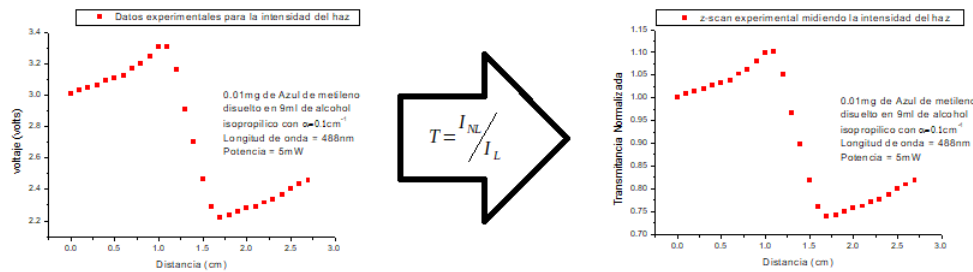 Datos experimentales para la intensidad del haz
3.4
3.2
3.0
2.8
2.6
2.4
2.2
voltaje (volts)
0.01mg de Azul de metileno
disuelto en 9ml de alcohol
isopropilico con α=0.1cm⁻¹
Longitud de onda = 488nm
Potencia = 5mW
0.0 0.5 1.0 1.5 2.0 2.5 3.0
Distancia (cm)
T = I_NL / I_L
z-scan experimental midiendo la intensidad del haz
1.15
1.10
1.05
1.00
0.95
0.90
0.85
0.80
0.75
0.70
Transmitancia Normalizada
0.01mg de Azul de metileno
disuelto en 9ml de alcohol
isopropilico con α=0.1cm⁻¹
Longitud de onda = 488nm
Potencia = 5mW
0.0 0.5 1.0 1.5 2.0 2.5 3.0
Distancia (cm)